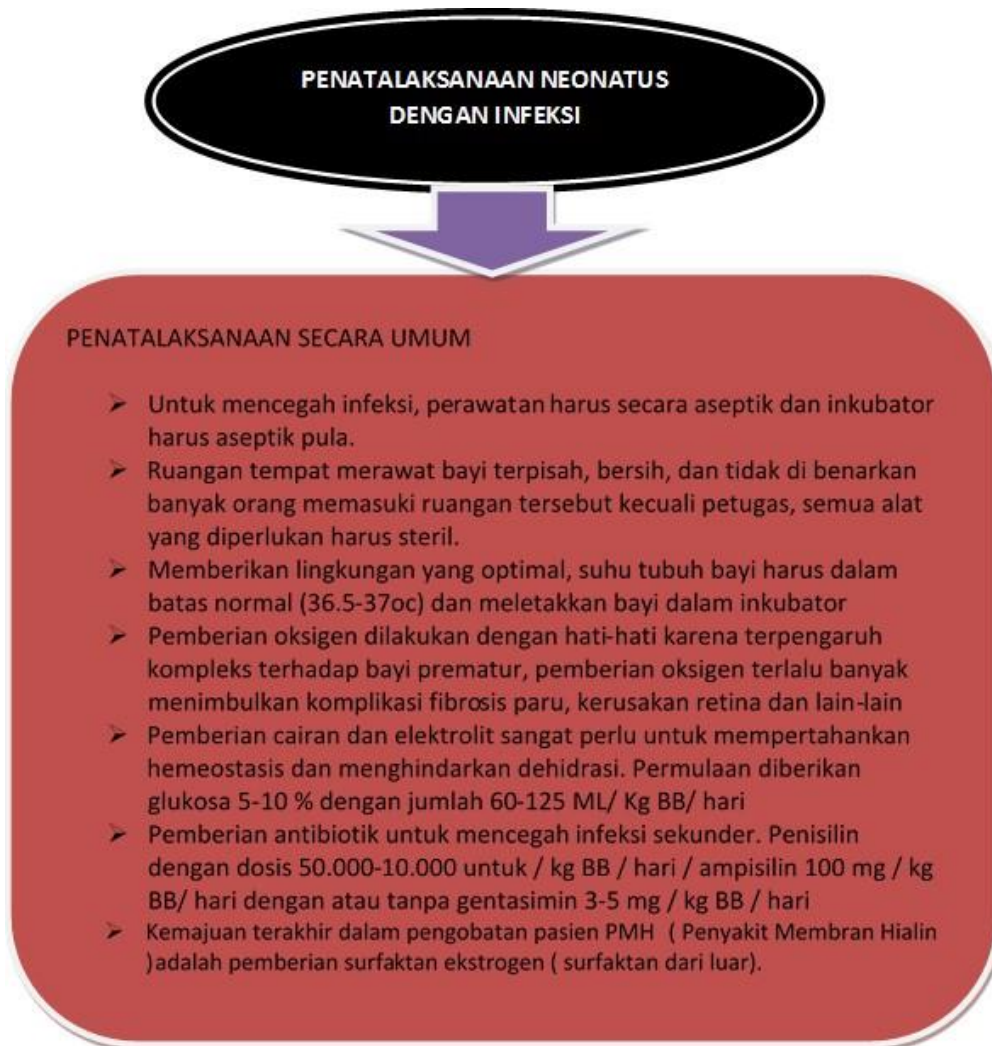 PENATALAKSANAAN NEONATUS
DENGAN INFEKSI
PENATALAKSANAAN SECARA UMUM
➢ Untuk mencegah infeksi, perawatan harus secara aseptik dan inkubator
harus aseptik pula.
➢ Ruangan tempat merawat bayi terpisah, bersih, dan tidak di benarkan
banyak orang memasuki ruangan tersebut kecuali petugas, semua alat
yang diperlukan harus steril.
➢ Memberikan lingkungan yang optimal, suhu tubuh bayi harus dalam
batas normal (36.5-37oc) dan meletakkan bayi dalam inkubator
➢ Pemberian oksigen dilakukan dengan hati-hati karena terpengaruh
kompleks terhadap bayi prematur, pemberian oksigen terlalu banyak
menimbulkan komplikasi fibrosis paru, kerusakan retina dan lain-lain
➢ Pemberian cairan dan elektrolit sangat perlu untuk mempertahankan
hemeostasis dan menghindarkan dehidrasi. Permulaan diberikan
glukosa 5-10 % dengan jumlah 60-125 ML/ Kg BB/ hari
➢ Pemberian antibiotik untuk mencegah infeksi sekunder. Penisilin
dengan dosis 50.000-10.000 untuk / kg BB / hari / ampisilin 100 mg / kg
BB/ hari dengan atau tanpa gentasimin 3-5 mg / kg BB / hari
➢ Kemajuan terakhir dalam pengobatan pasien PMH ( Penyakit Membran Hialin
)adalah pemberian surfaktan ekstrogen ( surfaktan dari luar).